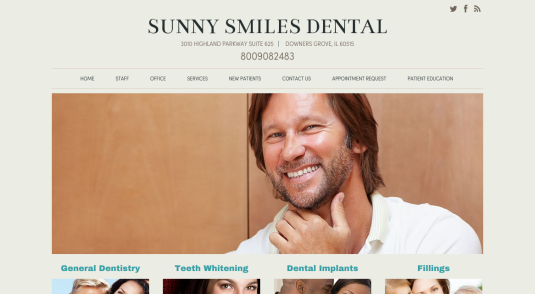 SUNNY SMILES DENTAL
3010 HIGHLAND PARKWAY SUITE 625 | DOWNERS GROVE, IL 60515
8009082483
HOME STAFF OFFICE SERVICES NEW PATIENTS CONTACT US APPOINTMENT REQUEST PATIENT EDUCATION
General Dentistry Teeth Whitening Dental Implants Fillings